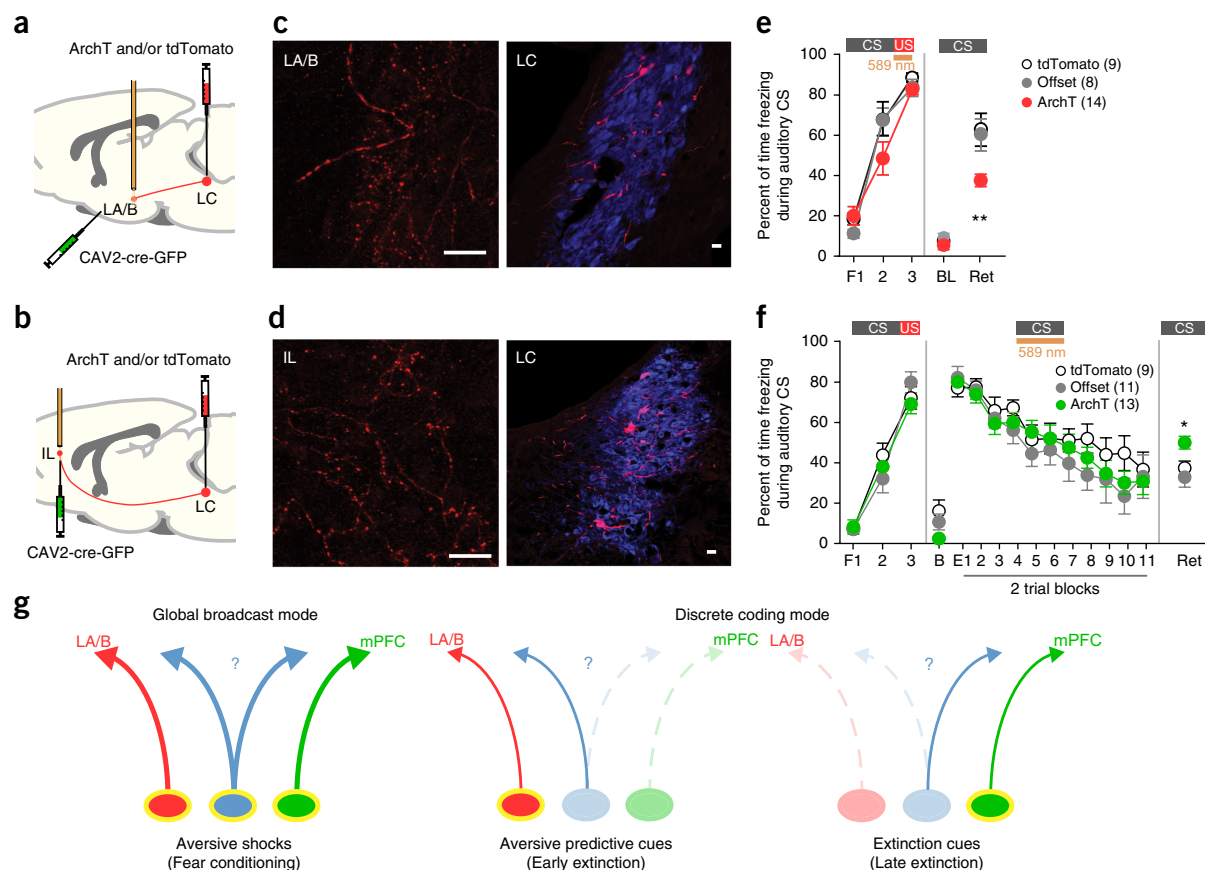 a
ArchT and/or tdTomato
LA/B
LC
CAV2-cre-GFP
b
ArchT and/or tdTomato
IL
LC
CAV2-cre-GFP
c
LA/B
LC
d
IL
LC
e
CS US CS
589 nm
tdTomato (9)
Offset (8)
ArchT (14)
Percent of time freezing
during auditory CS
100
80
60
40
20
0
**
F1 2 3 BL Ret
f
CS US CS CS
589 nm
tdTomato (9)
Offset (11)
ArchT (13)
Percent of time freezing
during auditory CS
100
80
60
40
20
0
*
F1 2 3 B E1 2 3 4 5 6 7 8 9 10 11 Ret
2 trial blocks
g
Global broadcast mode
LA/B ? mPFC
Aversive shocks
(Fear conditioning)
Discrete coding mode
LA/B ? mPFC
Aversive predictive cues
(Early extinction)
LA/B ? mPFC
Extinction cues
(Late extinction)